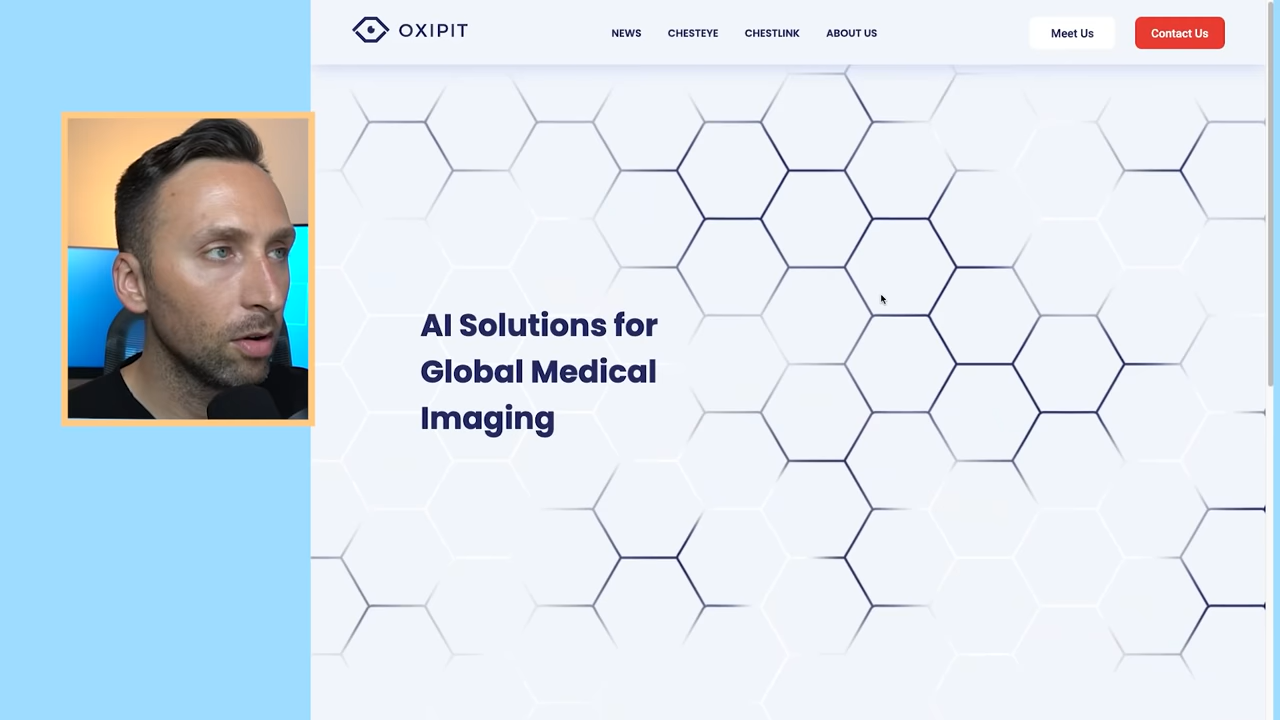 OXIPIT
NEWS
CHESTEYE
CHESTLINK
ABOUT US
Meet Us
Contact Us
AI Solutions for
Global Medical
Imaging